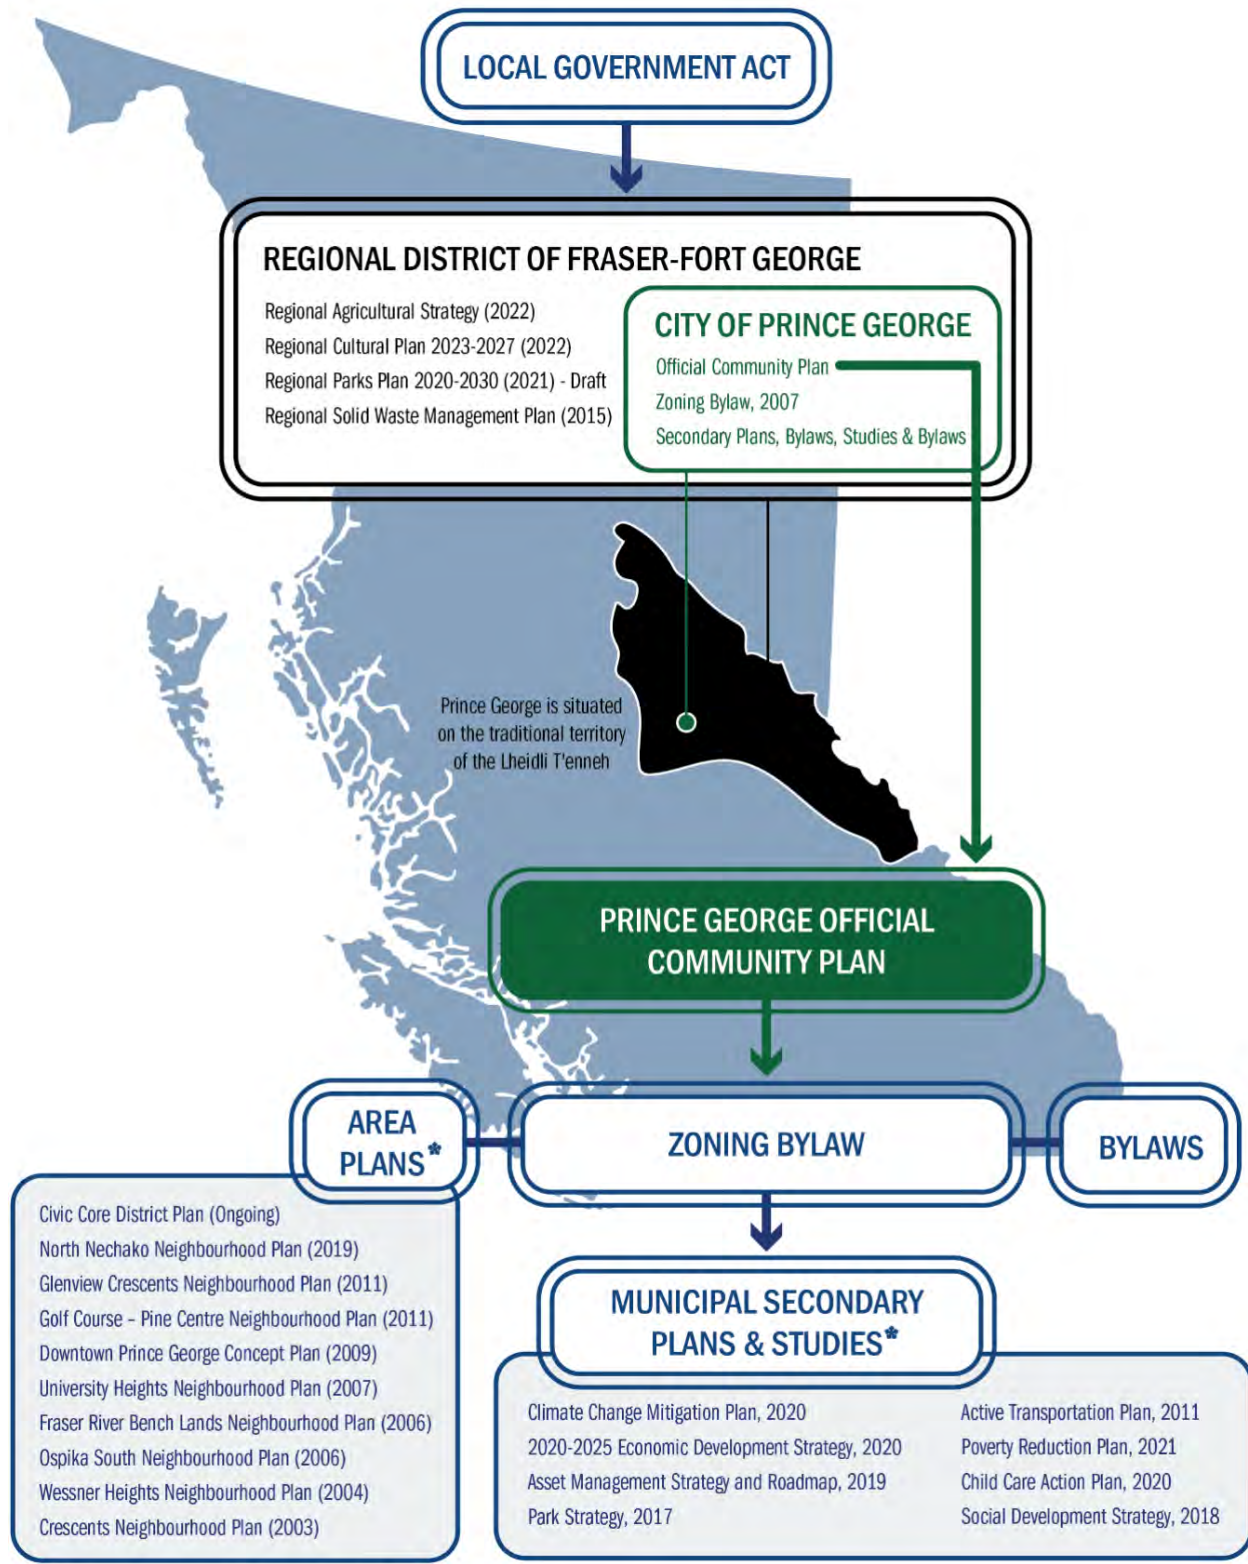 LOCAL GOVERNMENT ACT
REGIONAL DISTRICT OF FRASER-FORT GEORGE
Regional Agricultural Strategy (2022)
Regional Cultural Plan 2023-2027 (2022)
Regional Parks Plan 2020-2030 (2021) - Draft
Regional Solid Waste Management Plan (2015)
CITY OF PRINCE GEORGE
Official Community Plan
Zoning Bylaw, 2007
Secondary Plans, Bylaws, Studies & Bylaws
Prince George is situated
on the traditional territory
of the Lheidli T'enneh
PRINCE GEORGE OFFICIAL
COMMUNITY PLAN
AREA
PLANS*
ZONING BYLAW
BYLAWS
Civic Core District Plan (Ongoing)
North Nechako Neighbourhood Plan (2019)
Glenview Crescents Neighbourhood Plan (2011)
Golf Course – Pine Centre Neighbourhood Plan (2011)
Downtown Prince George Concept Plan (2009)
University Heights Neighbourhood Plan (2007)
Fraser River Bench Lands Neighbourhood Plan (2006)
Ospika South Neighbourhood Plan (2006)
Wessner Heights Neighbourhood Plan (2004)
Crescents Neighbourhood Plan (2003)
MUNICIPAL SECONDARY
PLANS & STUDIES*
Climate Change Mitigation Plan, 2020
2020-2025 Economic Development Strategy, 2020
Asset Management Strategy and Roadmap, 2019
Park Strategy, 2017
Active Transportation Plan, 2011
Poverty Reduction Plan, 2021
Child Care Action Plan, 2020
Social Development Strategy, 2018